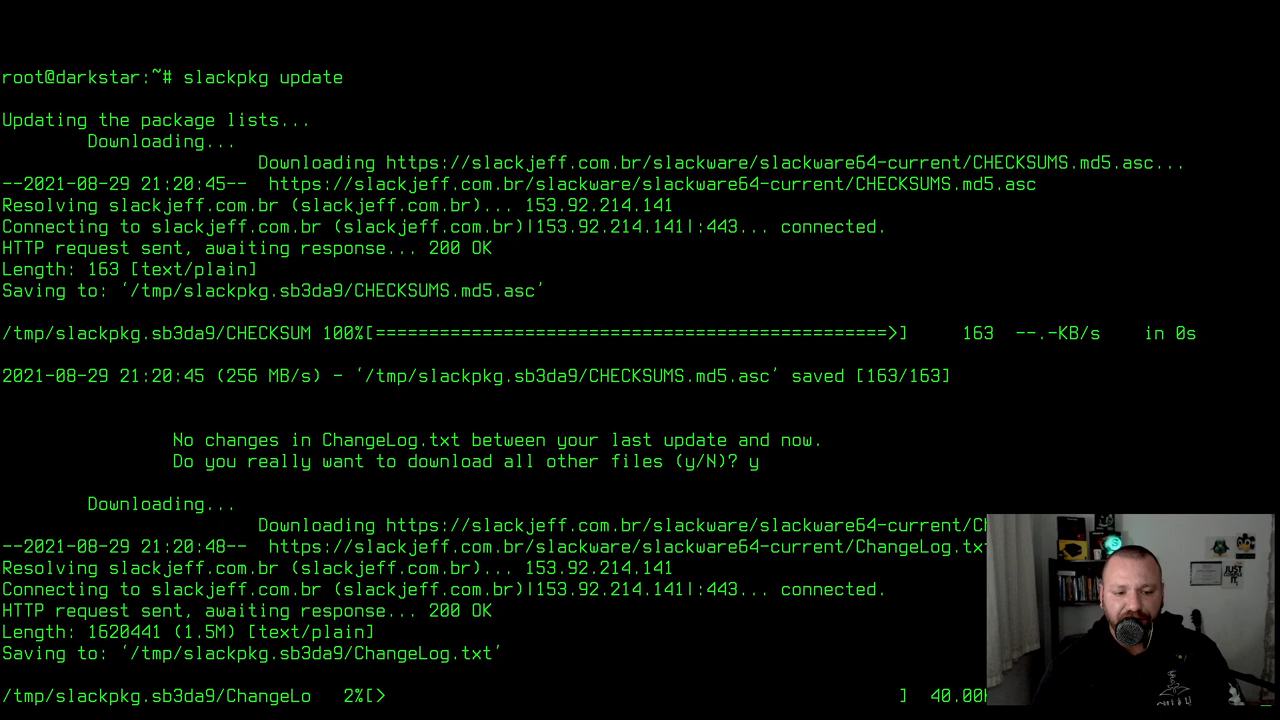 root@darkstar:~# slackpkg update
Updating the package lists...
Downloading...
Downloading https://slackjeff.com.br/slackware/slackware64-current/CHECKSUMS.md5.asc...
--2021-08-29 21:20:45--  https://slackjeff.com.br/slackware/slackware64-current/CHECKSUMS.md5.asc
Resolving slackjeff.com.br (slackjeff.com.br)... 153.92.214.141
Connecting to slackjeff.com.br (slackjeff.com.br)|153.92.214.141|:443... connected.
HTTP request sent, awaiting response... 200 OK
Length: 163 [text/plain]
Saving to: ‘/tmp/slackpkg.sb3da9/CHECKSUMS.md5.asc’
/tmp/slackpkg.sb3da9/CHECKSUM 100%[================================================>]     163  --.-KB/s    in 0s
2021-08-29 21:20:45 (256 MB/s) - ‘/tmp/slackpkg.sb3da9/CHECKSUMS.md5.asc’ saved [163/163]
No changes in ChangeLog.txt between your last update and now.
Do you really want to download all other files (y/N)? y
Downloading...
Downloading https://slackjeff.com.br/slackware/slackware64-current/Ch
--2021-08-29 21:20:48--  https://slackjeff.com.br/slackware/slackware64-current/ChangeLog.txt
Resolving slackjeff.com.br (slackjeff.com.br)... 153.92.214.141
Connecting to slackjeff.com.br (slackjeff.com.br)|153.92.214.141|:443... connected.
HTTP request sent, awaiting response... 200 OK
Length: 1620441 (1.5M) [text/plain]
Saving to: ‘/tmp/slackpkg.sb3da9/ChangeLog.txt’
/tmp/slackpkg.sb3da9/ChangeLo   2%[>                                                ]  40.00K
JUST